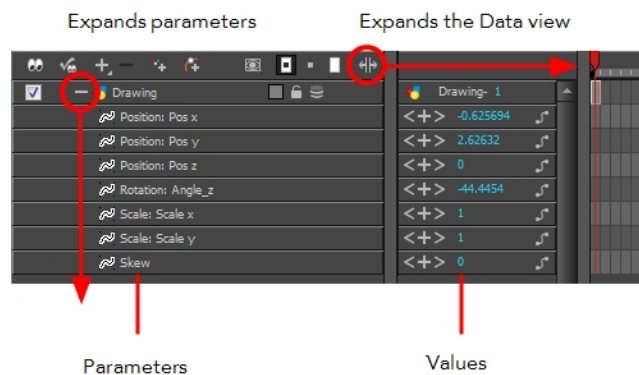 Expands parameters
Expands the Data view
Drawing
Drawing- 1
Position: Pos x
-0.625694
Position: Pos y
2.62632
Position: Pos z
0
Rotation: Angle_z
-44.4454
Scale: Scale x
1
Scale: Scale y
1
Skew
0
Parameters
Values